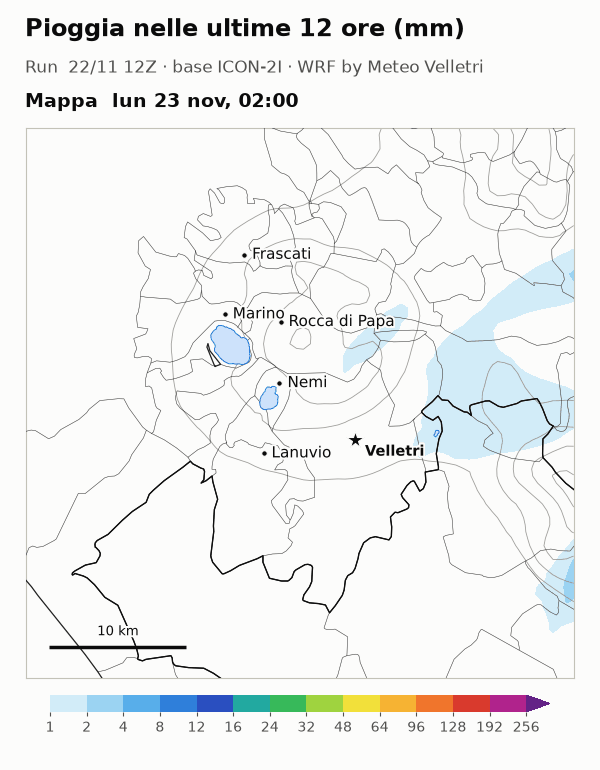 Pioggia nelle ultime 12 ore (mm)
Run  22/11 12Z · base ICON-2I · WRF by Meteo Velletri
Mappa  lun 23 nov, 02:00
Frascati
Marino
Rocca di Papa
Nemi
Velletri
Lanuvio
10 km
1 2 4 8 12 16 24 32 48 64 96 128 192 256